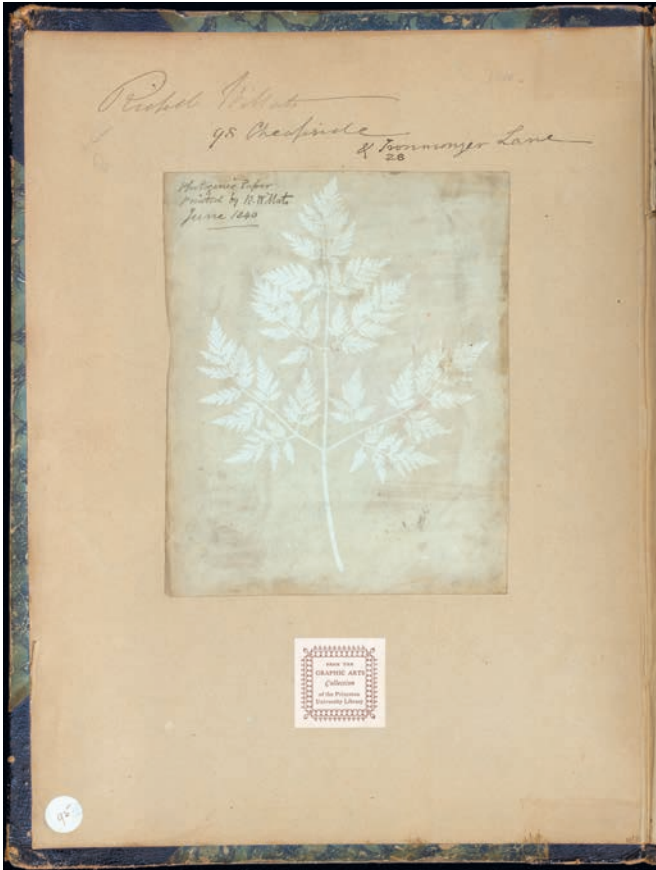 Richd Willats
98 Cheapside
& Ironmonger Lane
28
Photogenic Paper
Printed by R. Willats
June 1840
FROM THE
GRAPHIC ARTS
Collection
of the Princeton
University Library